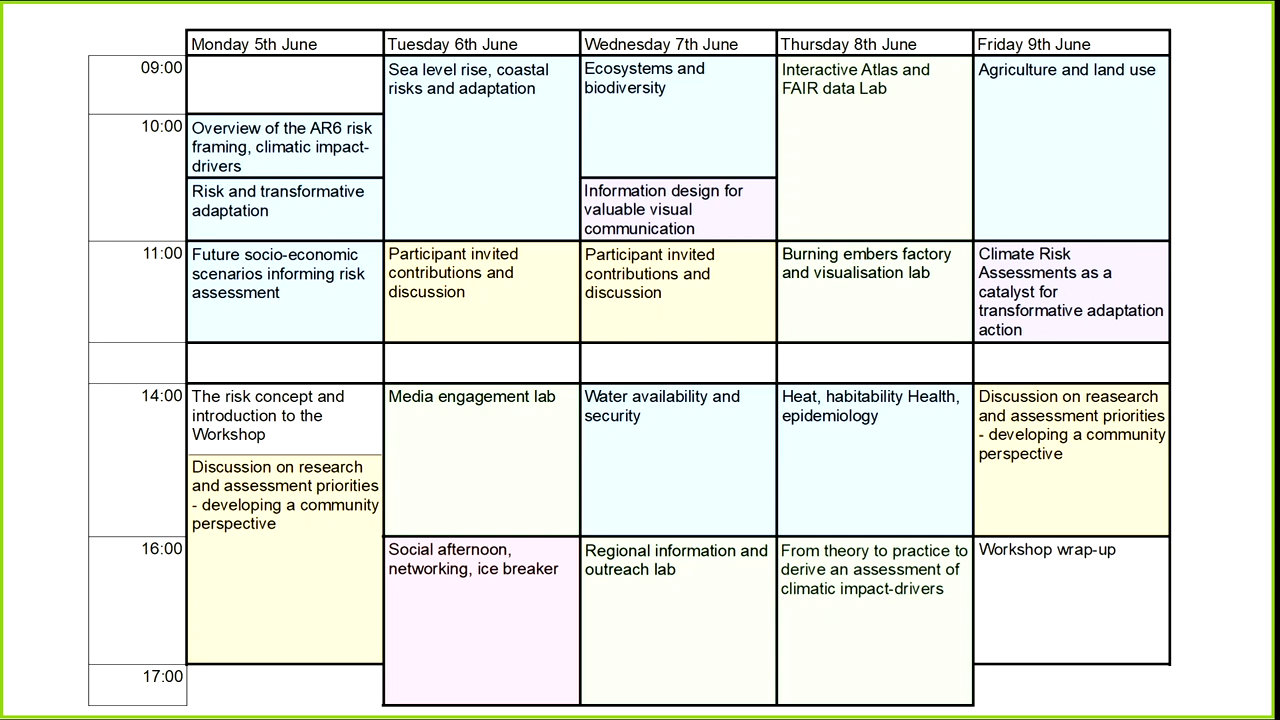 Monday 5th June
Tuesday 6th June
Wednesday 7th June
Thursday 8th June
Friday 9th June
09:00
Sea level rise, coastal
risks and adaptation
Ecosystems and
biodiversity
Interactive Atlas and
FAIR data Lab
Agriculture and land use
10:00
Overview of the AR6 risk
framing, climatic impact-
drivers
Risk and transformative
adaptation
Information design for
valuable visual
communication
11:00
Future socio-economic
scenarios informing risk
assessment
Participant invited
contributions and
discussion
Participant invited
contributions and
discussion
Burning embers factory
and visualisation lab
Climate Risk
Assessments as a
catalyst for
transformative adaptation
action
14:00
The risk concept and
introduction to the
Workshop
Discussion on research
and assessment priorities
- developing a community
perspective
Media engagement lab
Water availability and
security
Heat, habitability Health,
epidemiology
Discussion on reasearch
and assessment priorities
- developing a community
perspective
16:00
Social afternoon,
networking, ice breaker
Regional information and
outreach lab
From theory to practice to
derive an assessment of
climatic impact-drivers
Workshop wrap-up
17:00